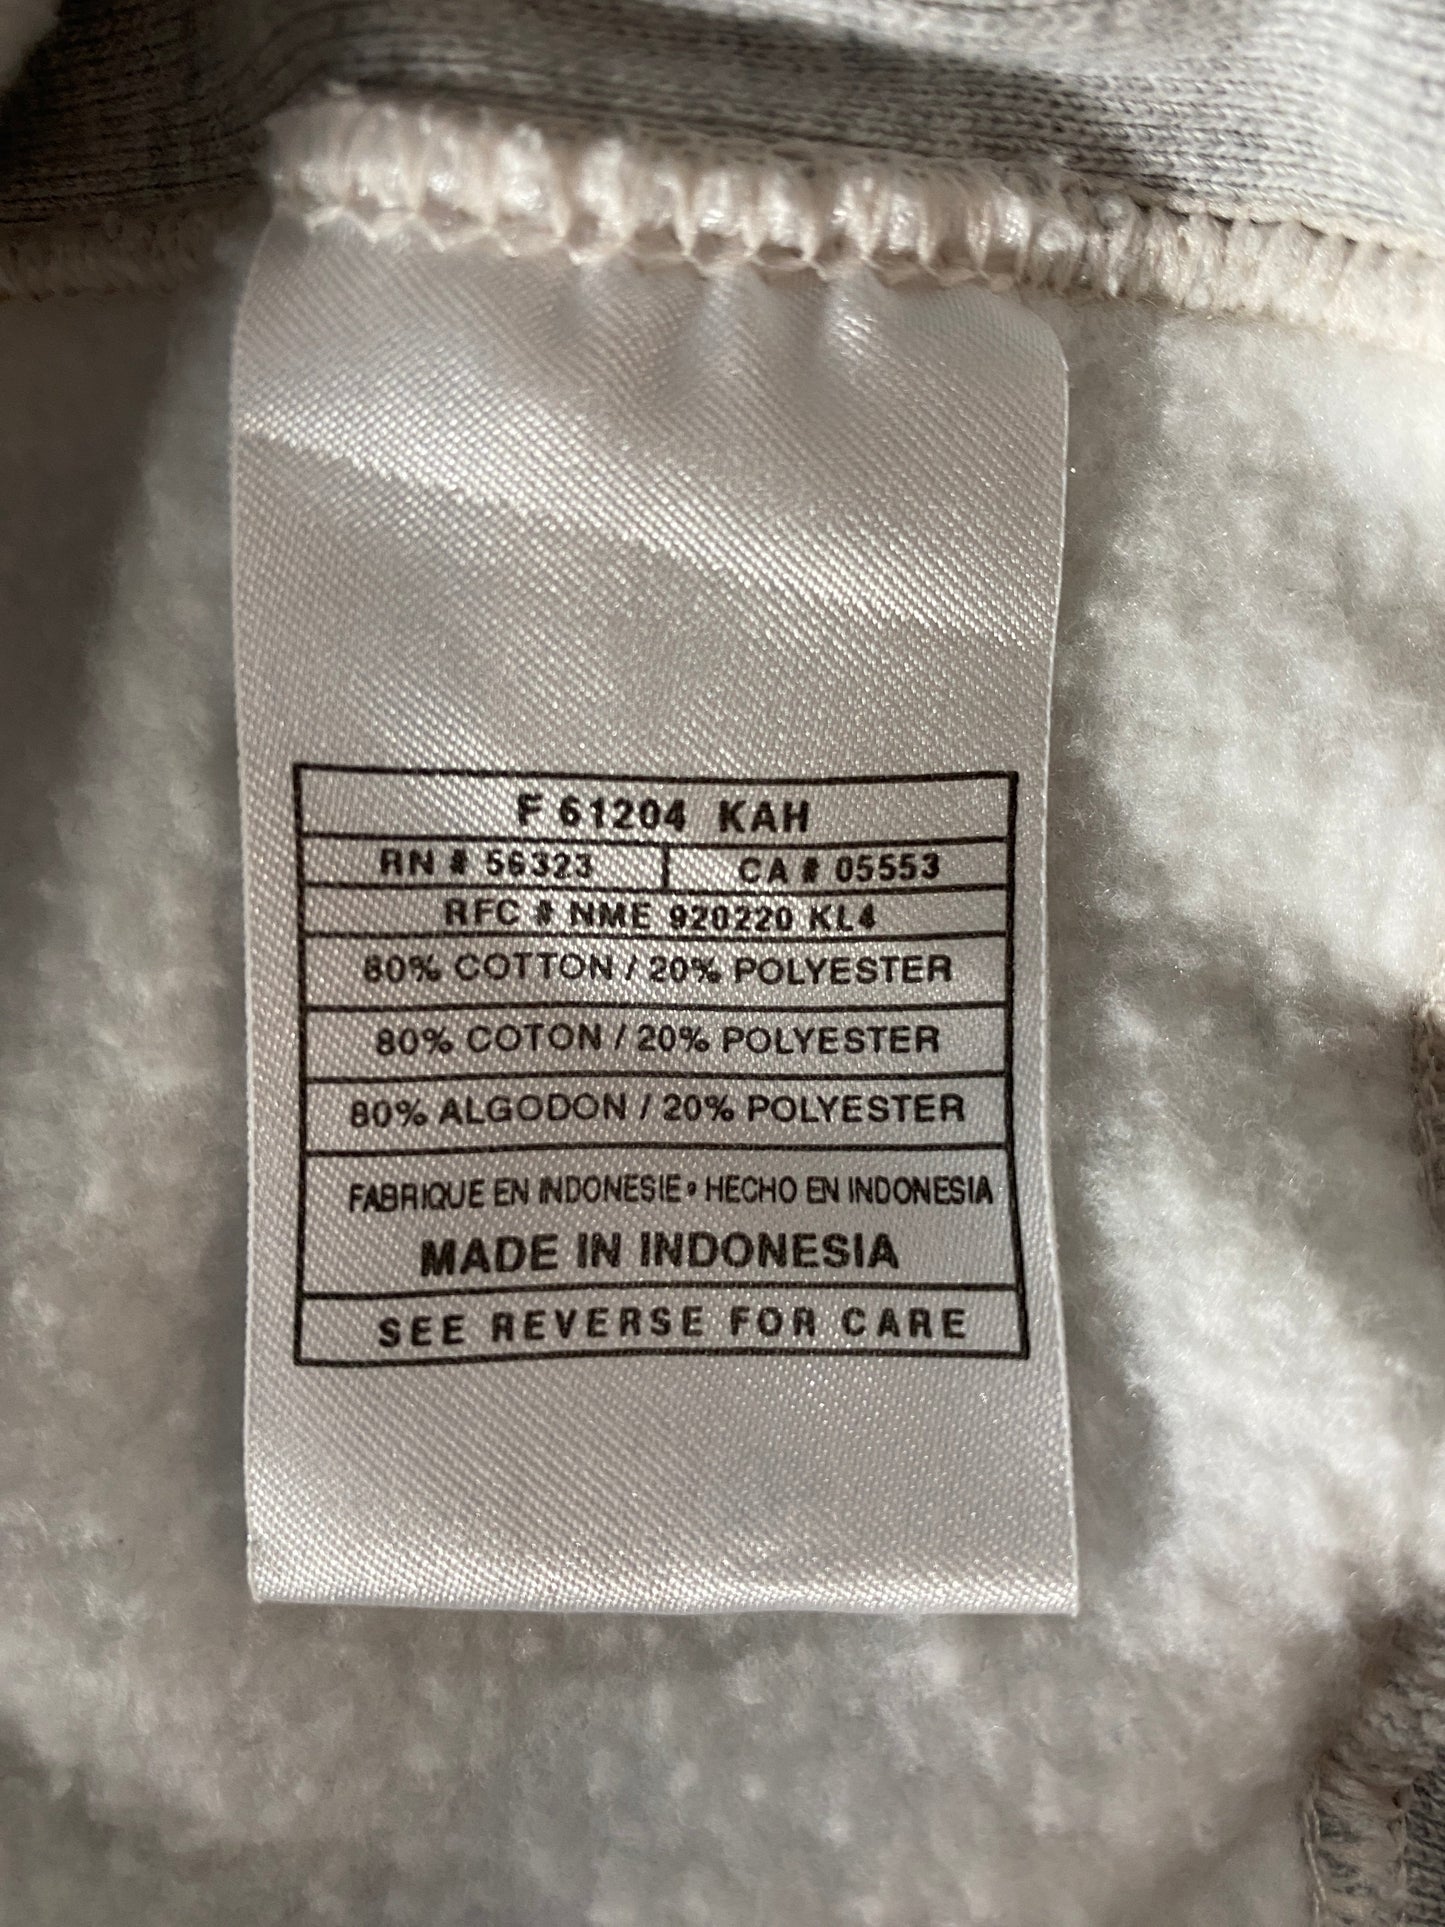 F 61204 KAH
RN # 56323 CA # 05553
RFC # NME 920220 KL4
80% COTTON / 20% POLYESTER
80% COTON / 20% POLYESTER
80% ALGODON / 20% POLYESTER
FABRIQUE EN INDONESIE • HECHO EN INDONESIA
MADE IN INDONESIA
SEE REVERSE FOR CARE